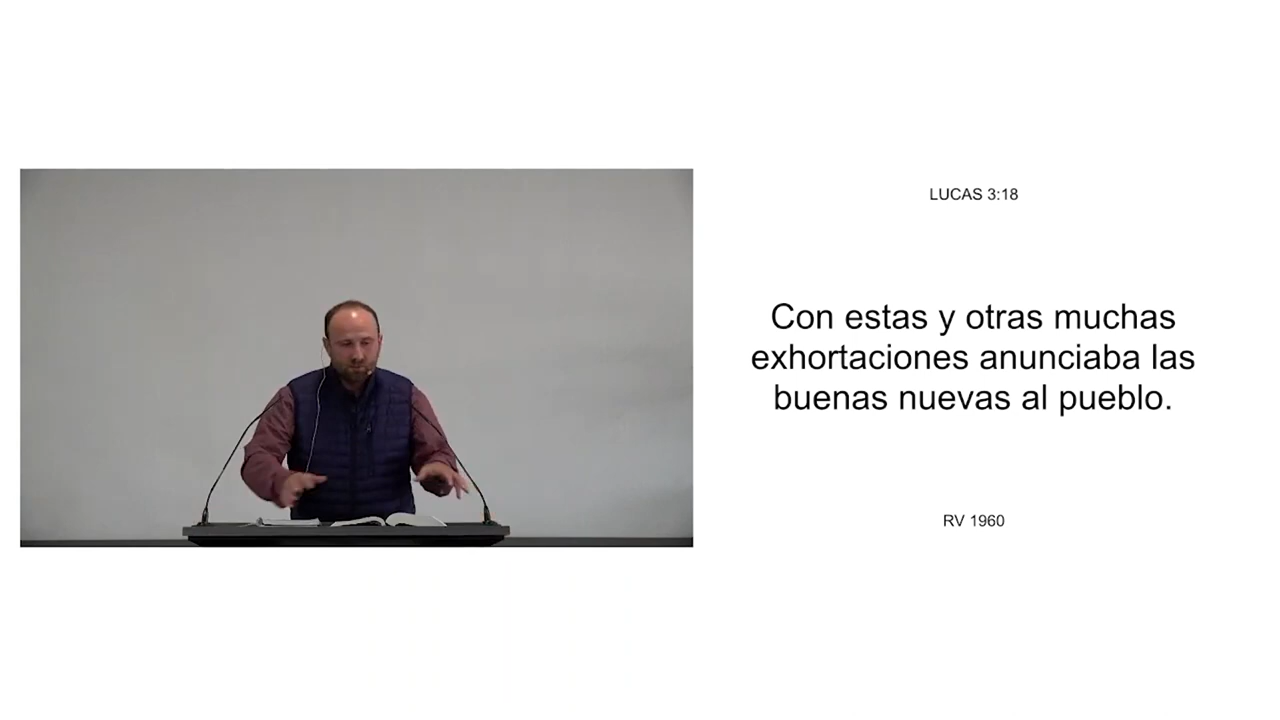 LUCAS 3:18
Con estas y otras muchas
exhortaciones anunciaba las
buenas nuevas al pueblo.
RV 1960